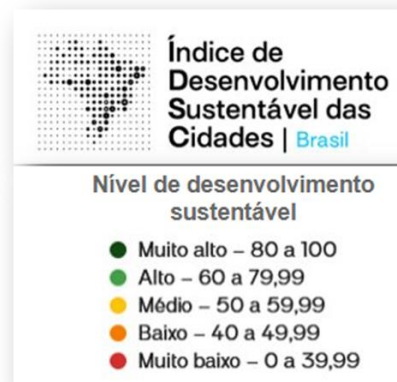 Índice de
Desenvolvimento
Sustentável das
Cidades | Brasil
Nível de desenvolvimento
sustentável
Muito alto – 80 a 100
Alto – 60 a 79,99
Médio – 50 a 59,99
Baixo – 40 a 49,99
Muito baixo – 0 a 39,99